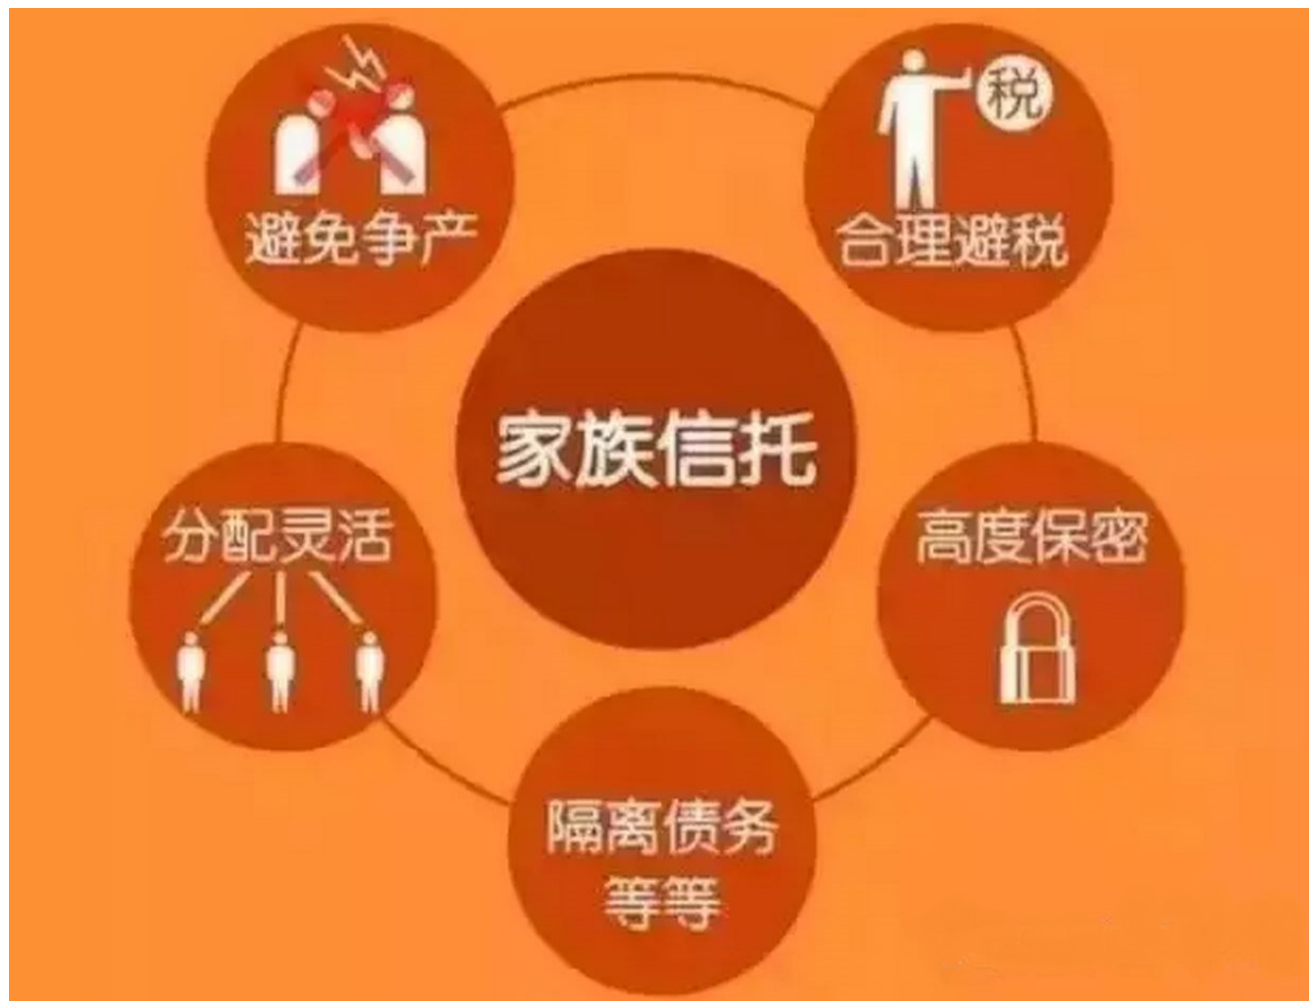 避免争产
税
合理避税
家族信托
分配灵活
高度保密
隔离债务
等等